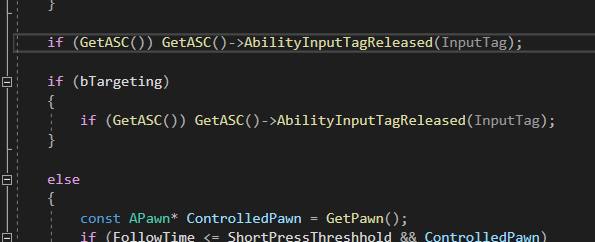 }
if (GetASC()) GetASC()->AbilityInputTagReleased(InputTag);
if (bTargeting)
{
if (GetASC()) GetASC()->AbilityInputTagReleased(InputTag);
}
else
{
const APawn* ControlledPawn = GetPawn();
if (FollowTime <= ShortPressThreshhold && ControlledPawn)